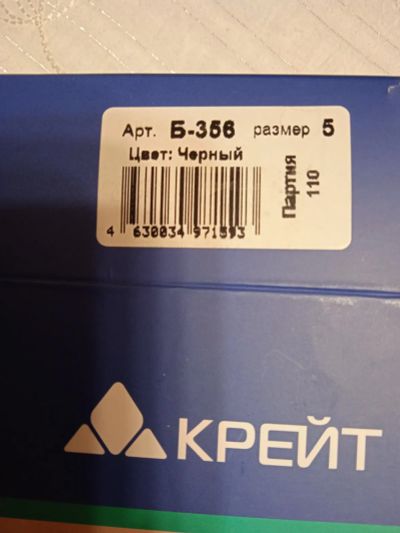 Арт. Б-356 размер 5
Цвет: Черный
Партия
110
4 630034 971593
КРЕЙТ